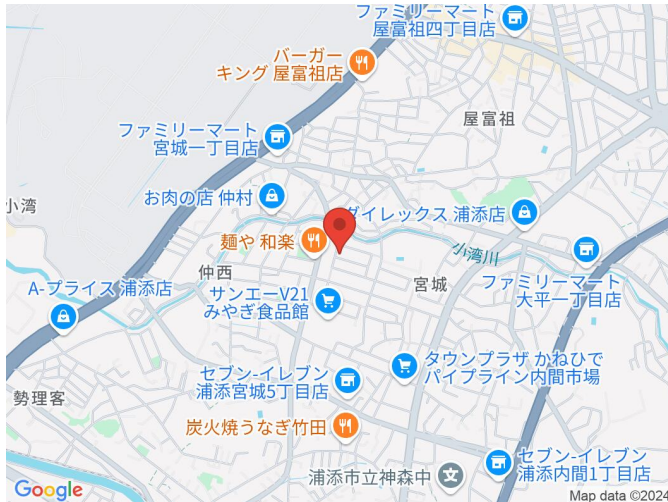 ファミリーマート
屋富祖四丁目店
バーガー
キング 屋富祖店
屋富祖
ファミリーマート
宮城一丁目店
お肉の店 仲村
小湾
ダイレックス 浦添店
麺や 和楽
小湾川
仲西
宮城
ファミリーマート
大平一丁目店
A-プライス 浦添店
サンエーV21
みやぎ食品館
タウンプラザ かねひで
パイプライン内間市場
セブン-イレブン
浦添宮城5丁目店
勢理客
炭火焼うなぎ竹田
セブン-イレブン
浦添内間1丁目店
浦添市立神森中
Google
Map data ©2024